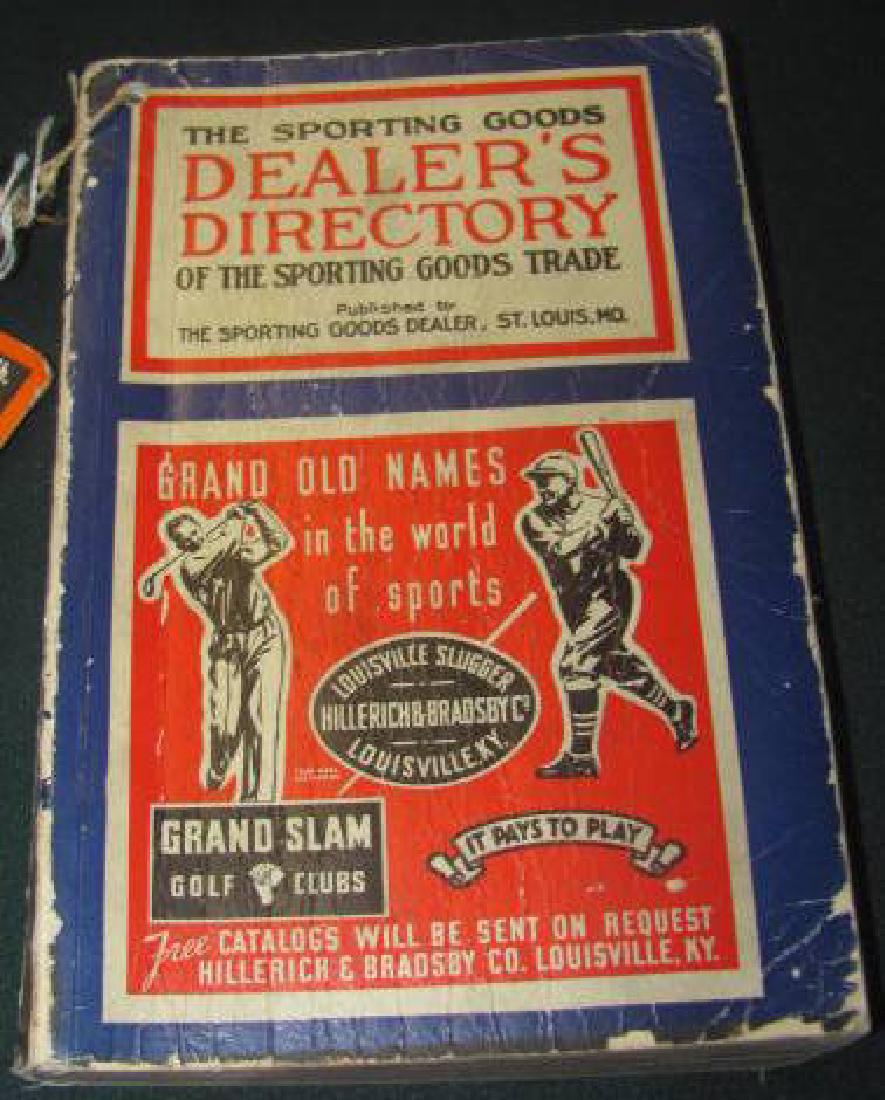 THE SPORTING GOODS
DEALER'S
DIRECTORY
OF THE SPORTING GOODS TRADE
Published by
THE SPORTING GOODS DEALER, ST. LOUIS, MO.
GRAND OLD NAMES
in the world
of sports
LOUISVILLE SLUGGER
HILLERICH & BRADSBY Co
LOUISVILLE, KY.
GRAND SLAM
GOLF CLUBS
IT PAYS TO PLAY
Free CATALOGS WILL BE SENT ON REQUEST
HILLERICH & BRADSBY CO. LOUISVILLE, KY.